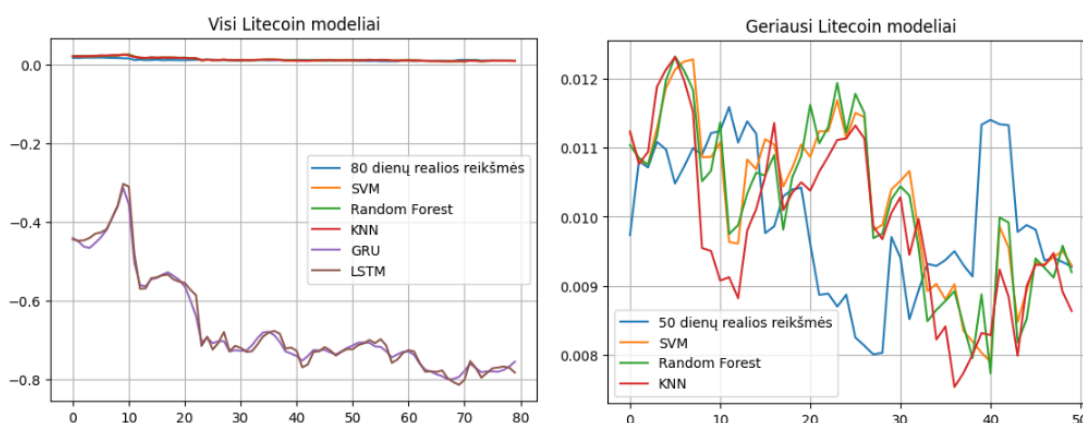 Visi Litecoin modeliai
0.0
−0.2
−0.4
−0.6
−0.8
80 dienų realios reikšmės
SVM
Random Forest
KNN
GRU
LSTM
0 10 20 30 40 50 60 70 80
Geriausi Litecoin modeliai
0.012
0.011
0.010
0.009
0.008
50 dienų realios reikšmės
SVM
Random Forest
KNN
0 10 20 30 40 50